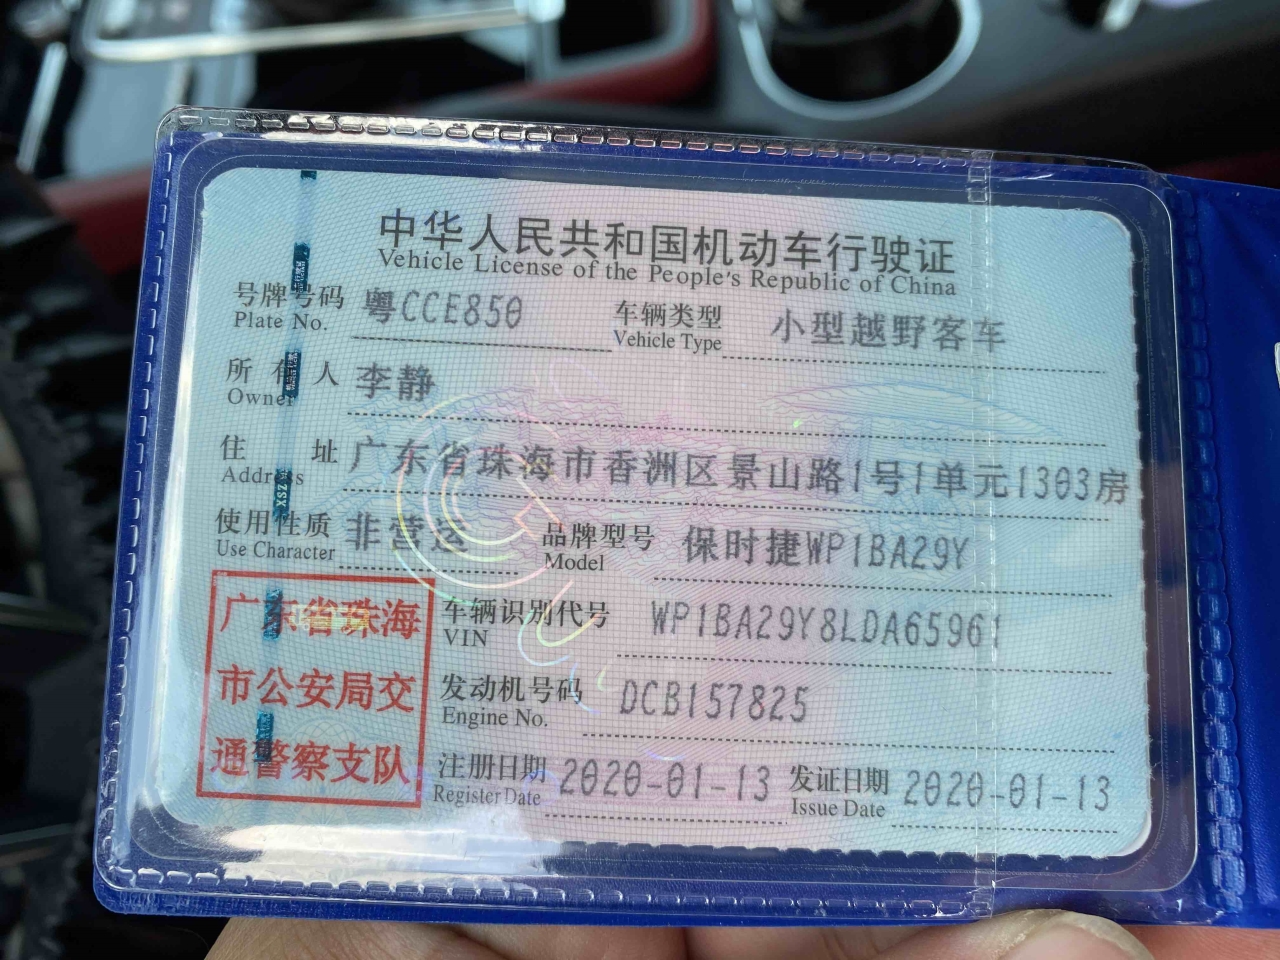 中华人民共和国机动车行驶证
Vehicle License of the People's Republic of China
号牌号码 粤CCE850 车辆类型 小型越野客车
Plate No. Vehicle Type
所有人 李静
Owner
住址 广东省珠海市香洲区景山路1号1单元1303房
Address
使用性质 非营运 品牌型号 保时捷WP1BA29Y
Use Character Model
车辆识别代号 WP1BA29Y8LDA65961
VIN
发动机号码 DCB157825
Engine No.
注册日期 2020-01-13 发证日期 2020-01-13
Register Date Issue Date
广东省珠海
市公安局交
通警察支队